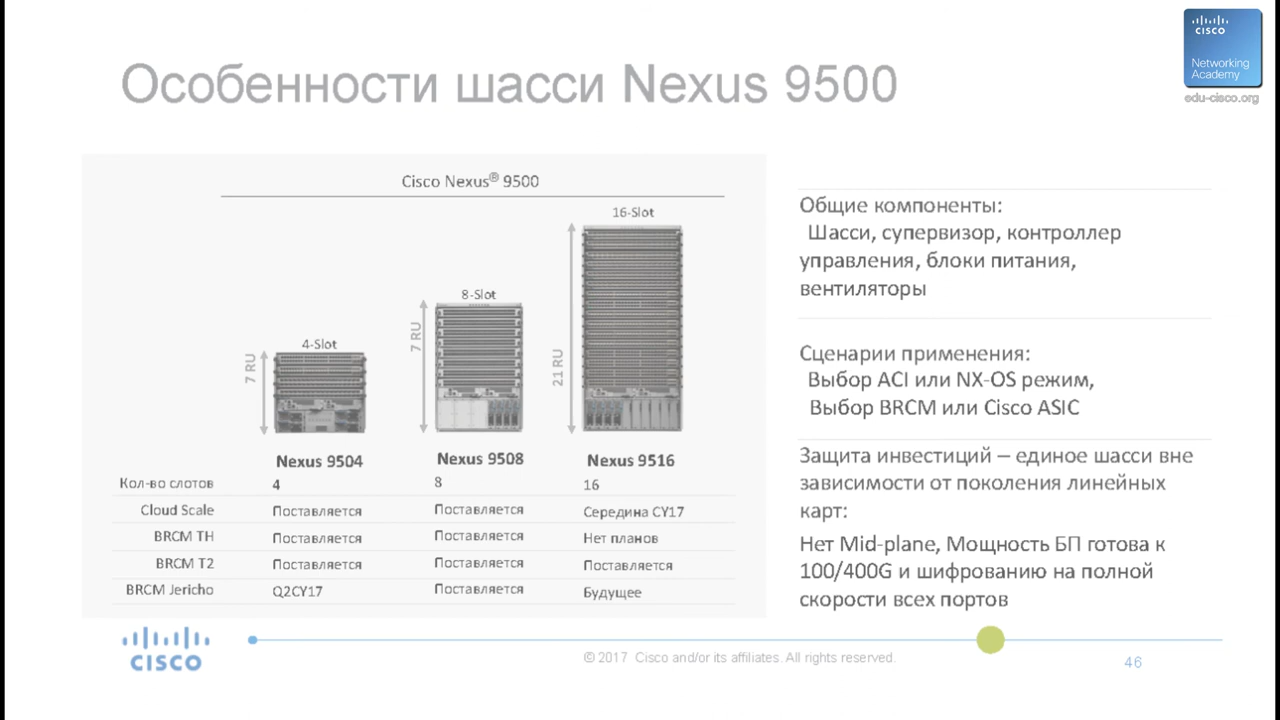 cisco
Networking
Academy
edu-cisco.org
Особенности шасси Nexus 9500
Cisco Nexus® 9500
4-Slot
8-Slot
16-Slot
7 RU
7 RU
21 RU
Nexus 9504 Nexus 9508 Nexus 9516
Кол-во слотов 4 8 16
Cloud Scale Поставляется Поставляется Середина CY17
BRCM TH Поставляется Поставляется Нет планов
BRCM T2 Поставляется Поставляется Поставляется
BRCM Jericho Q2CY17 Поставляется Будущее
Общие компоненты:
Шасси, супервизор, контроллер
управления, блоки питания,
вентиляторы
Сценарии применения:
Выбор ACI или NX-OS режим,
Выбор BRCM или Cisco ASIC
Защита инвестиций – единое шасси вне
зависимости от поколения линейных
карт:
Нет Mid-plane, Мощность БП готова к
100/400G и шифрованию на полной
скорости всех портов
CISCO
© 2017 Cisco and/or its affiliates. All rights reserved.
46